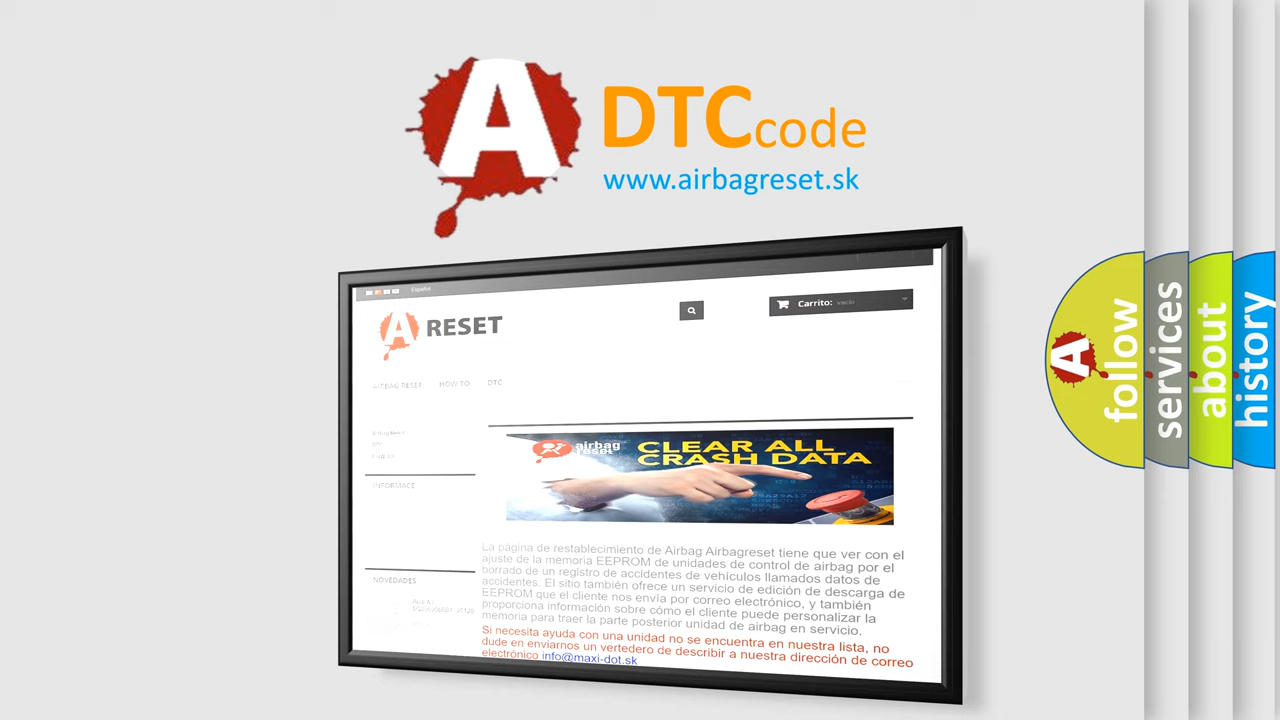 A
DTCcode
www.airbagreset.sk
Español
A RESET
Carrito: vacío
AIRBAG RESET HOW TO DTC
INFORMACE
NOVEDADES
airbag
reset
CLEAR ALL
CRASH DATA
La página de restablecimiento de Airbag Airbagreset tiene que ver con el
ajuste de la memoria EEPROM de unidades de control de airbag por el
borrado de un registro de accidentes de vehículos llamados datos de
accidentes. El sitio también ofrece un servicio de edición de descarga de
EEPROM que el cliente nos envía por correo electrónico, y también
proporciona información sobre cómo el cliente puede personalizar la
memoria para traer la parte posterior unidad de airbag en servicio.
Si necesita ayuda con una unidad no se encuentra en nuestra lista, no
dude en enviarnos un vertedero de describir a nuestra dirección de correo
electrónico info@maxi-dot.sk
A
follow
services
about
history